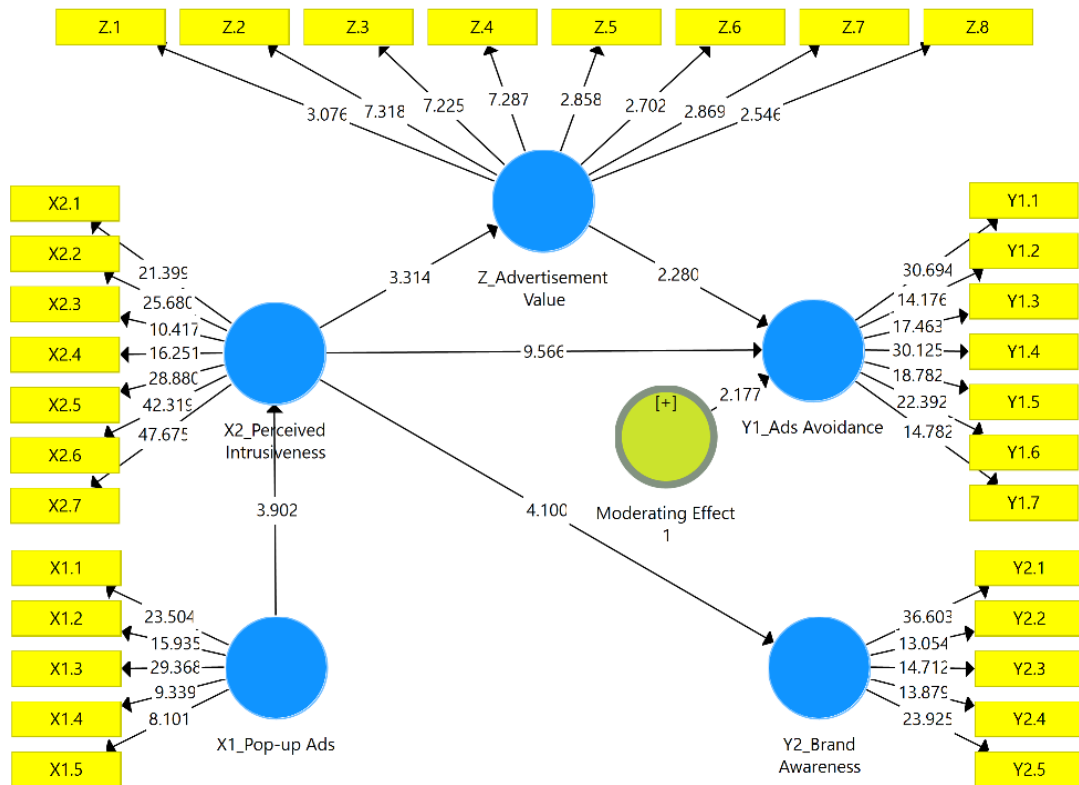 Z.1
Z.2
Z.3
Z.4
Z.5
Z.6
Z.7
Z.8
3.076
7.318
7.225
7.287
2.858
2.702
2.869
2.546
Z_Advertisement
Value
X2.1
X2.2
X2.3
X2.4
X2.5
X2.6
X2.7
21.399
25.680
10.417
16.251
28.880
42.319
47.675
X2_Perceived
Intrusiveness
3.314
2.280
9.566
2.177
[+]
Moderating Effect
1
Y1_Ads Avoidance
30.694
14.176
17.463
30.125
18.782
22.392
14.782
Y1.1
Y1.2
Y1.3
Y1.4
Y1.5
Y1.6
Y1.7
3.902
4.100
X1.1
X1.2
X1.3
X1.4
X1.5
23.504
15.935
29.368
9.339
8.101
X1_Pop-up Ads
Y2_Brand
Awareness
36.603
13.054
14.712
13.879
23.925
Y2.1
Y2.2
Y2.3
Y2.4
Y2.5